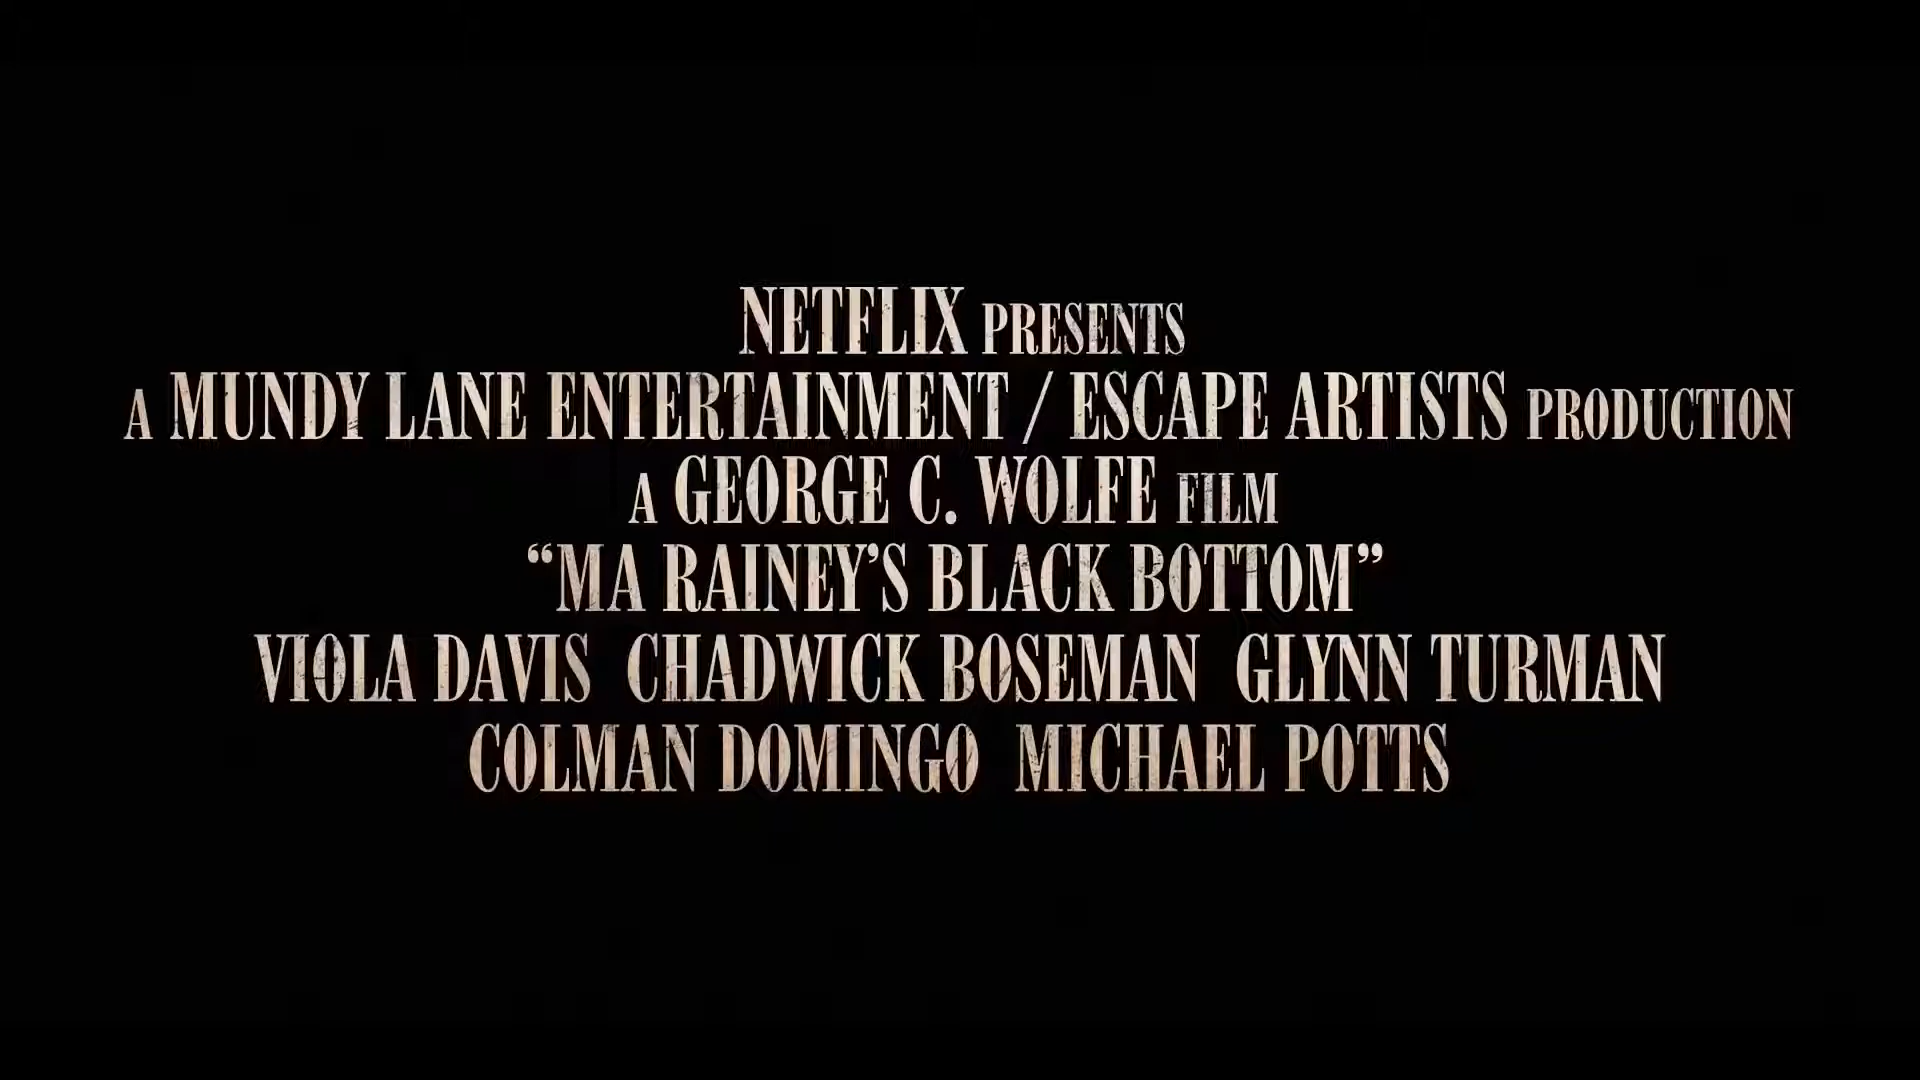 NETFLIX PRESENTS
A MUNDY LANE ENTERTAINMENT / ESCAPE ARTISTS PRODUCTION
A GEORGE C. WOLFE FILM
“MA RAINEY’S BLACK BOTTOM”
VIOLA DAVIS CHADWICK BOSEMAN GLYNN TURMAN
COLMAN DOMINGO MICHAEL POTTS